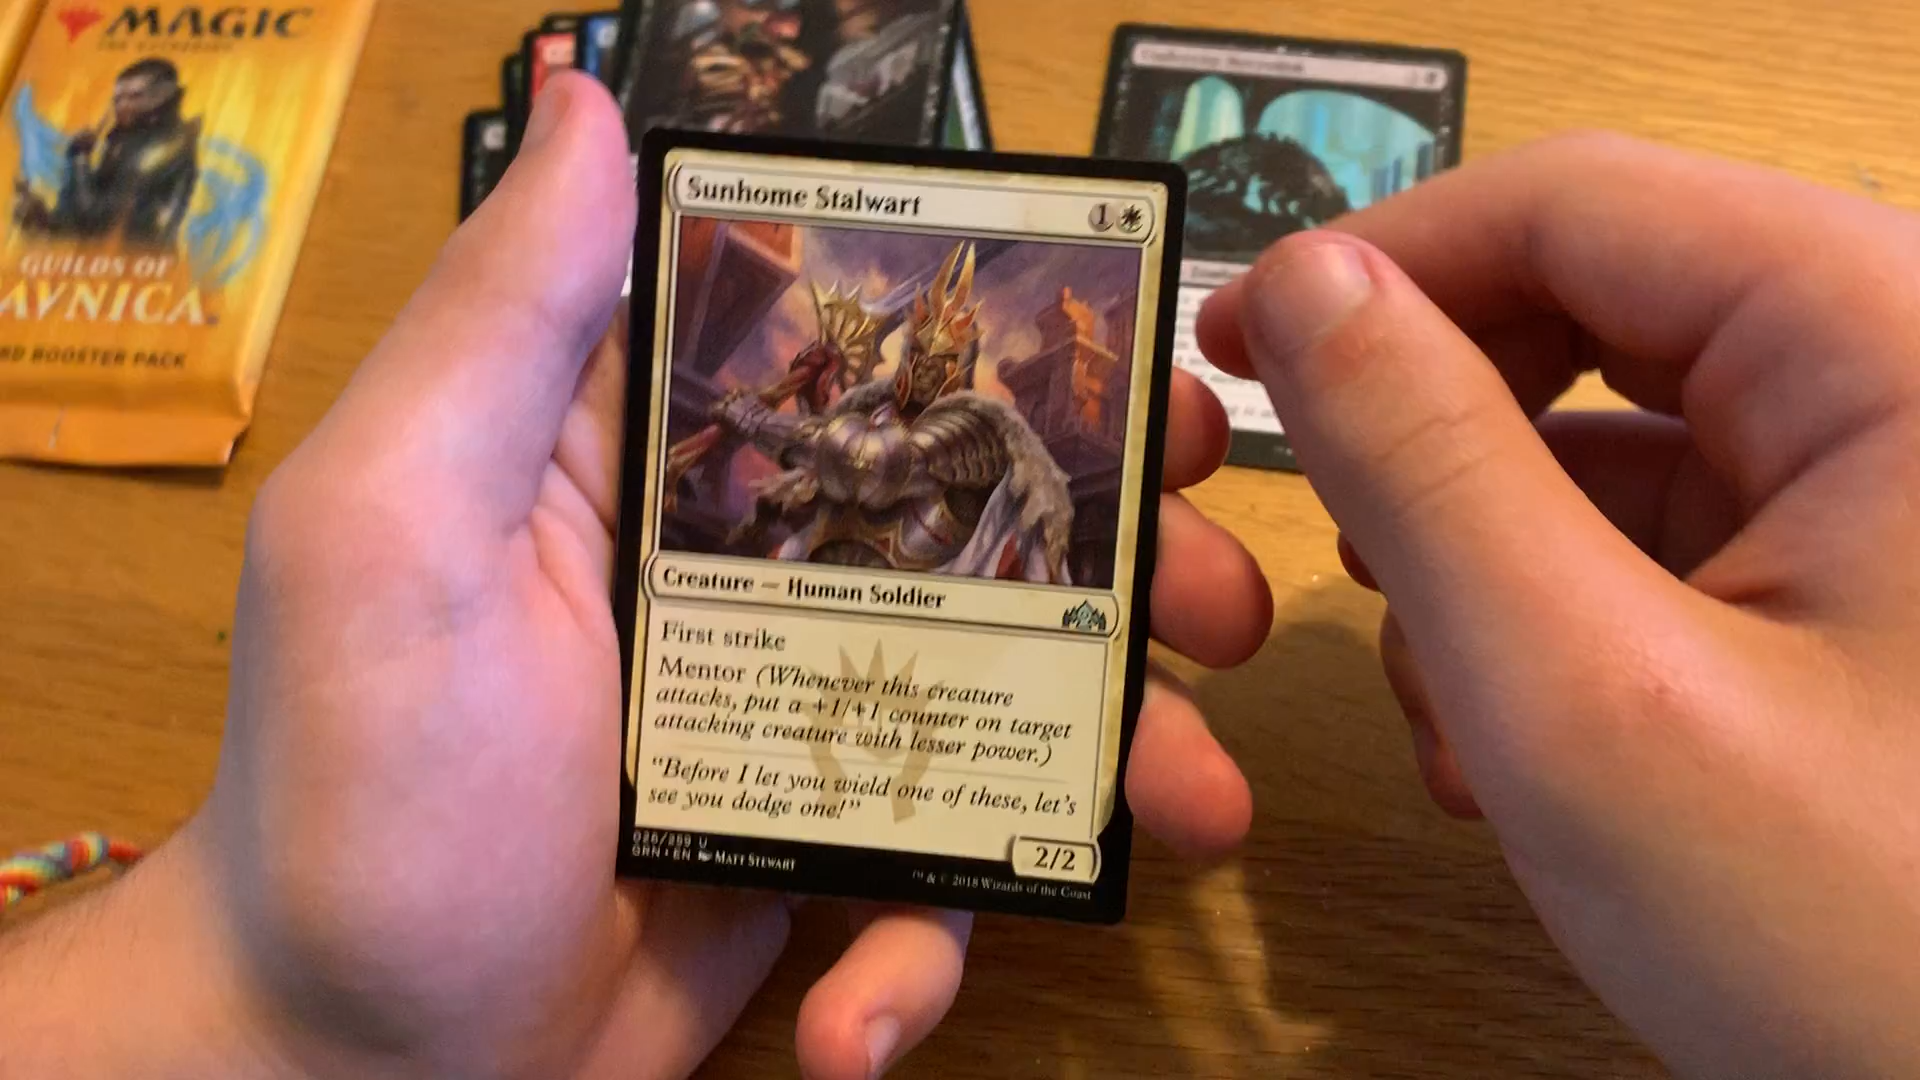 MAGIC
THE GATHERING
GUILDS OF
AVNICA
RD BOOSTER PACK
Sunhome Stalwart
1
Creature — Human Soldier
First strike
Mentor (Whenever this creature
attacks, put a +1/+1 counter on target
attacking creature with lesser power.)
"Before I let you wield one of these, let's
see you dodge one!"
026/259 U
GRN • EN MATT STEWART
2/2
™ & © 2018 Wizards of the Coast